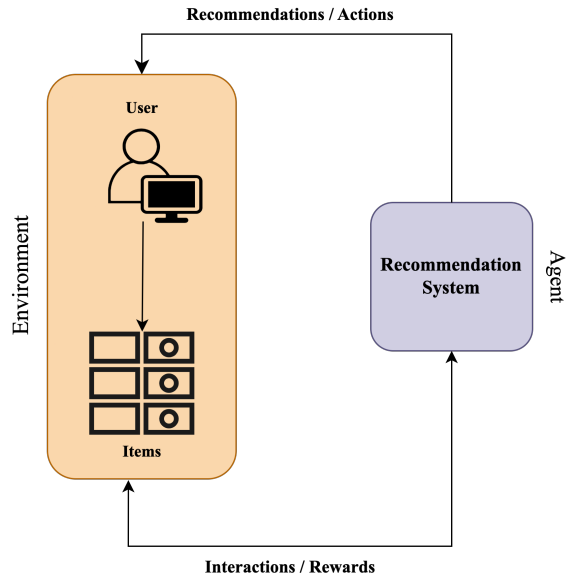 Recommendations / Actions
User
Environment
Recommendation
System
Agent
Items
Interactions / Rewards